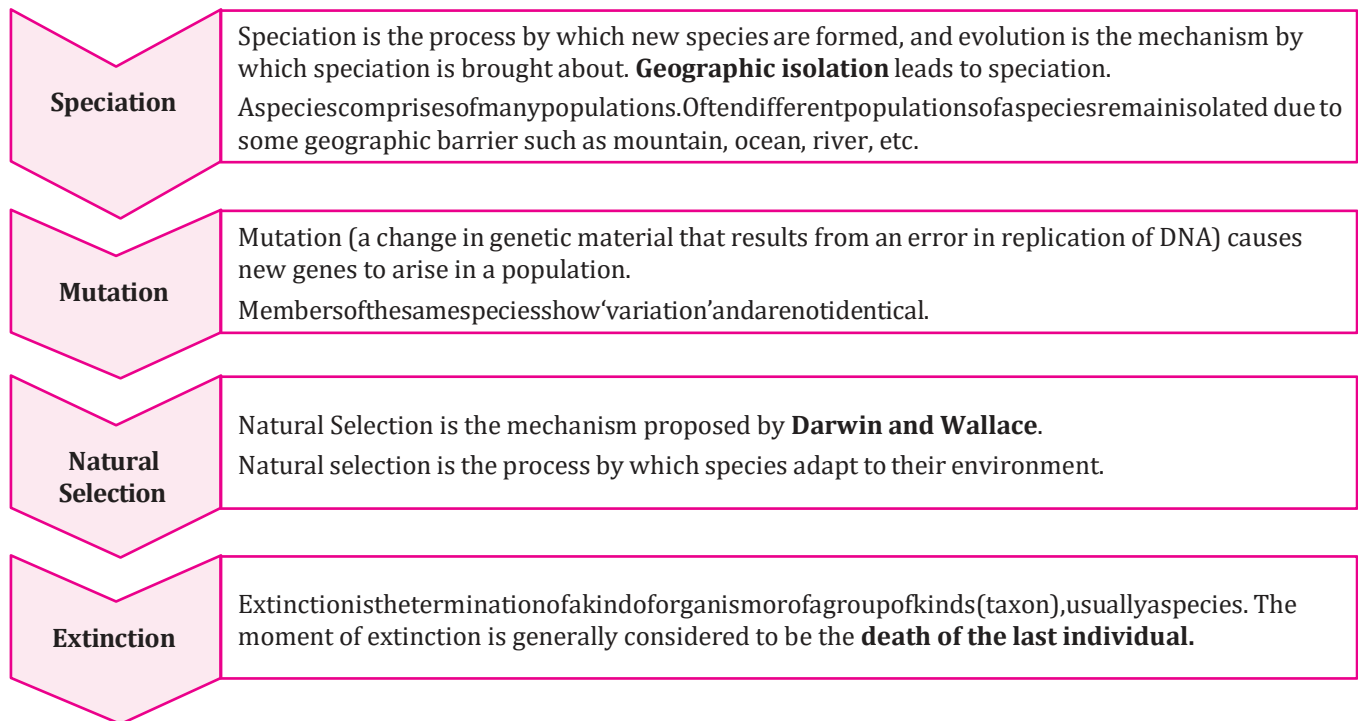 Speciation
Speciation is the process by which new species are formed, and evolution is the mechanism by
which speciation is brought about. Geographic isolation leads to speciation.
Aspeciescomprisesofmanypopulations.Oftendifferentpopulationsofaspeciesremainisolated due to
some geographic barrier such as mountain, ocean, river, etc.
Mutation
Mutation (a change in genetic material that results from an error in replication of DNA) causes
new genes to arise in a population.
Membersofthesamespeciesshow‘variation’andarenotidentical.
Natural
Selection
Natural Selection is the mechanism proposed by Darwin and Wallace.
Natural selection is the process by which species adapt to their environment.
Extinction
Extinctionistheterminationofakindoforganismorofagroupofkinds(taxon),usuallyaspecies. The
moment of extinction is generally considered to be the death of the last individual.